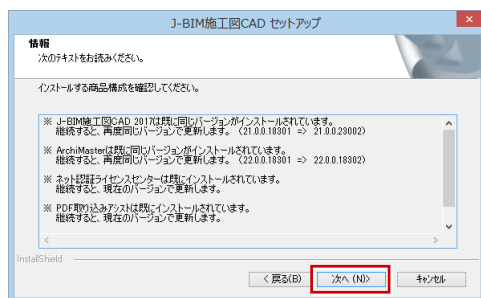 J-BIM施工図CAD セットアップ
情報
次のテキストをお読みください。
インストールする商品構成を確認してください。
※ J-BIM施工図CAD 2017は既に同じバージョンがインストールされています。
継続すると、再度同じバージョンで更新します。 (21.0.0.18301 => 21.0.0.23002)
※ ArchiMasterは既に同じバージョンがインストールされています。
継続すると、再度同じバージョンで更新します。 (22.0.0.18301 => 22.0.0.18302)
※ ネット認証ライセンスセンターは既にインストールされています。
継続すると、現在のバージョンで更新します。
※ PDF取り込みアシストは既にインストールされています。
継続すると、現在のバージョンで更新します。
InstallShield
< 戻る(B)
次へ (N)>
キャンセル